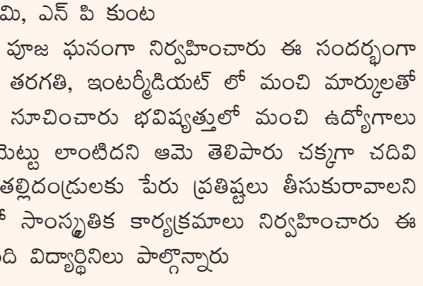 మి, ఎన్ పి కుంట
పూజ ఘనంగా నిర్వహించారు ఈ సందర్భంగా
తరగతి, ఇంటర్మీడియట్ లో మంచి మార్కులతో
సూచించారు భవిష్యత్తులో మంచి ఉద్యోగాలు
మెట్టు లాంటిదని ఆమె తెలిపారు చక్కగా చదివి
తల్లిదండ్రులకు పేరు ప్రతిష్టలు తీసుకురావాలని
సాంస్కృతిక కార్యక్రమాలు నిర్వహించారు ఈ
ది విద్యార్థినిలు పాల్గొన్నారు